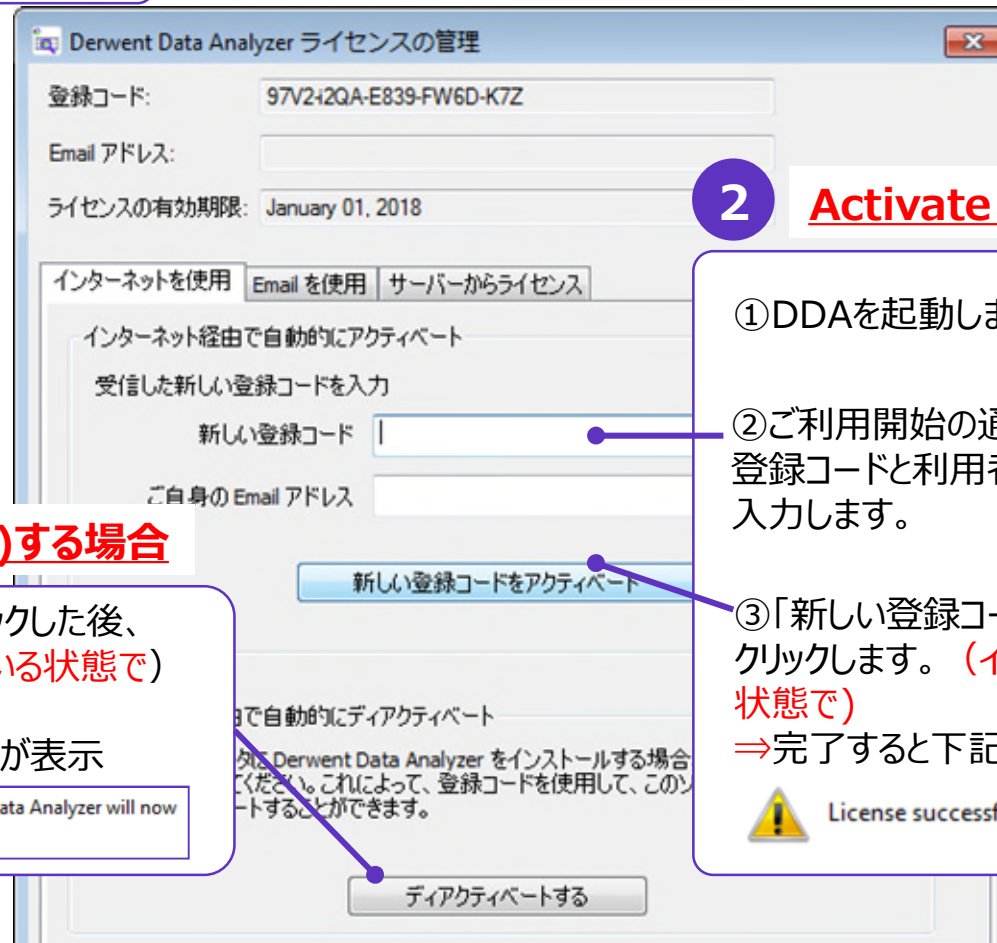 Derwent Data Analyzer ライセンスの管理
登録コード: 97V2-i2QA-E839-FW6D-K7Z
Email アドレス:
ライセンスの有効期限: January 01, 2018
2 Activate
インターネットを使用 Email を使用 サーバーからライセンス
インターネット経由で自動的にアクティベート
受信した新しい登録コードを入力
新しい登録コード
ご自身の Email アドレス
新しい登録コードをアクティベート
①DDAを起動しま
②ご利用開始の通
登録コードと利用者
入力します。
③「新しい登録コー
クリックします。（イ
状態で)
⇒完了すると下記
License successf
)する場合
ックした後、
いる状態で)
が表示
ata Analyzer will now
で自動的にディアクティベート
タに Derwent Data Analyzer をインストールする場合
てください。これによって、登録コードを使用して、このソ
ートすることができます。
ディアクティベートする